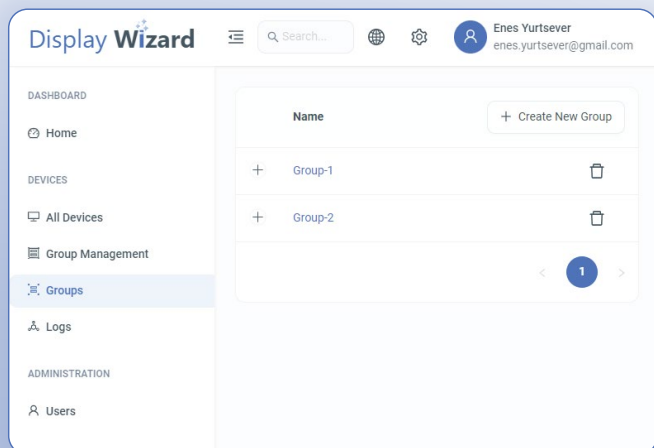 Display Wizard
Search...
Enes Yurtsever
enes.yurtsever@gmail.com
DASHBOARD
Home
DEVICES
All Devices
Group Management
Groups
Logs
ADMINISTRATION
Users
Name
+ Create New Group
+ Group-1
+ Group-2
< 1 >